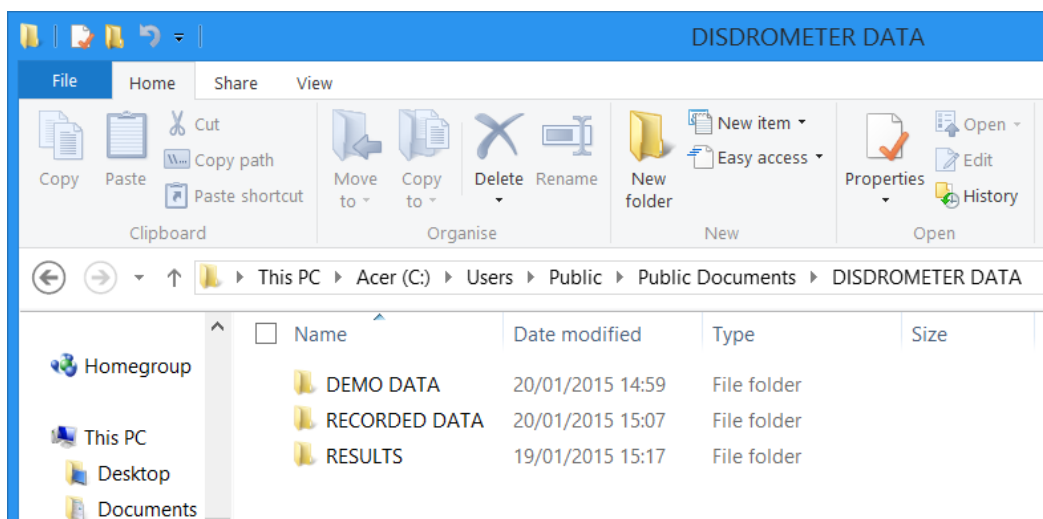 DISDROMETER DATA
File Home Share View
Copy
Paste
Cut
Copy path
Paste shortcut
Clipboard
Move to
Copy to
Delete
Rename
Organise
New folder
New item
Easy access
New
Properties
Open
Edit
History
Open
This PC Acer (C:) Users Public Public Documents DISDROMETER DATA
Name Date modified Type Size
Homegroup
This PC
Desktop
Documents
DEMO DATA 20/01/2015 14:59 File folder
RECORDED DATA 20/01/2015 15:07 File folder
RESULTS 19/01/2015 15:17 File folder